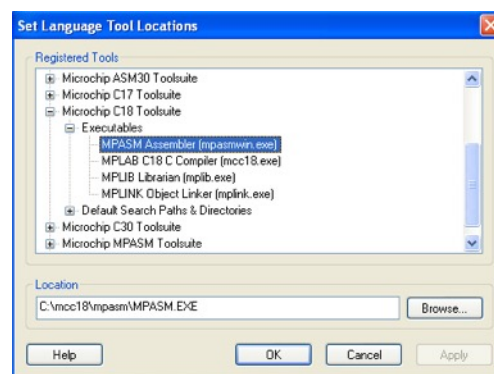 Set Language Tool Locations
Registered Tools
Microchip ASM30 Toolsuite
Microchip C17 Toolsuite
Microchip C18 Toolsuite
Executables
MPASM Assembler (mpasmwin.exe)
MPLAB C18 C Compiler (mcc18.exe)
MPLIB Librarian (mplib.exe)
MPLINK Object Linker (mplink.exe)
Default Search Paths & Directories
Microchip C30 Toolsuite
Microchip MPASM Toolsuite
Location
C:\mcc18\mpasm\MPASM.EXE
Browse...
Help
OK
Cancel
Apply